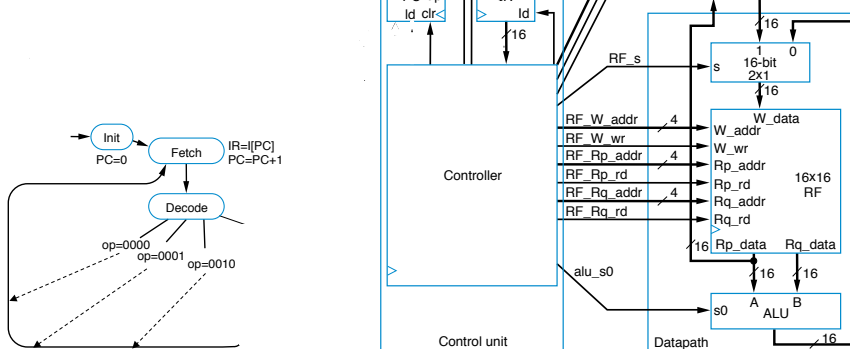 Init
PC=0
Fetch
IR=I[PC]
PC=PC+1
Decode
op=0000
op=0001
op=0010
ld clr
ld
16
Controller
Control unit
RF_s
RF_W_addr
4
RF_W_wr
RF_Rp_addr
4
RF_Rp_rd
RF_Rq_addr
4
RF_Rq_rd
alu_s0
16
1 0
s
16-bit
2x1
16
W_data
W_addr
W_wr
Rp_addr
Rp_rd
Rq_addr
Rq_rd
16x16
RF
Rp_data Rq_data
16
16
16
A B
s0
ALU
16
Datapath